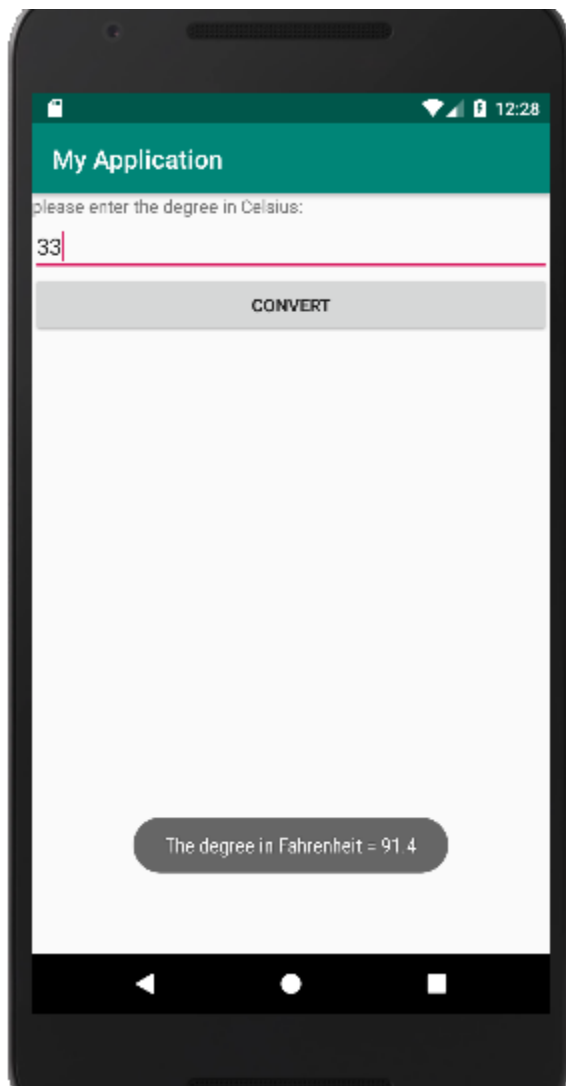 12:28
My Application
please enter the degree in Celsius:
33
CONVERT
The degree in Fahrenheit = 91.4